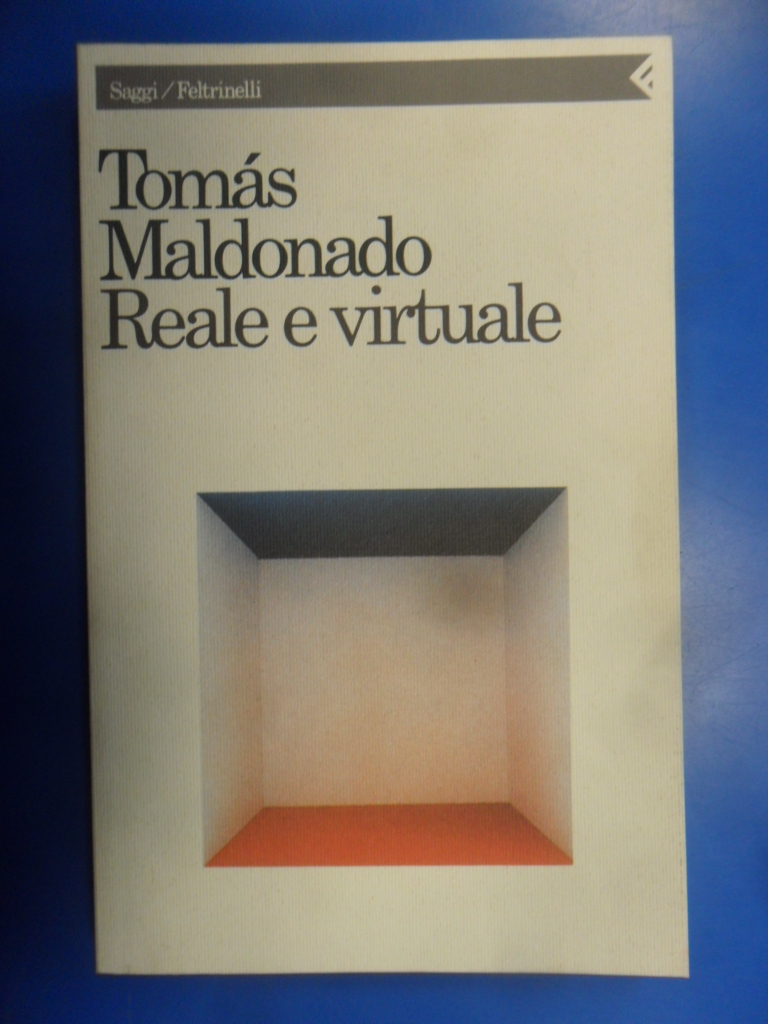 Saggi/Feltrinelli
Tomás
Maldonado
Reale e virtuale